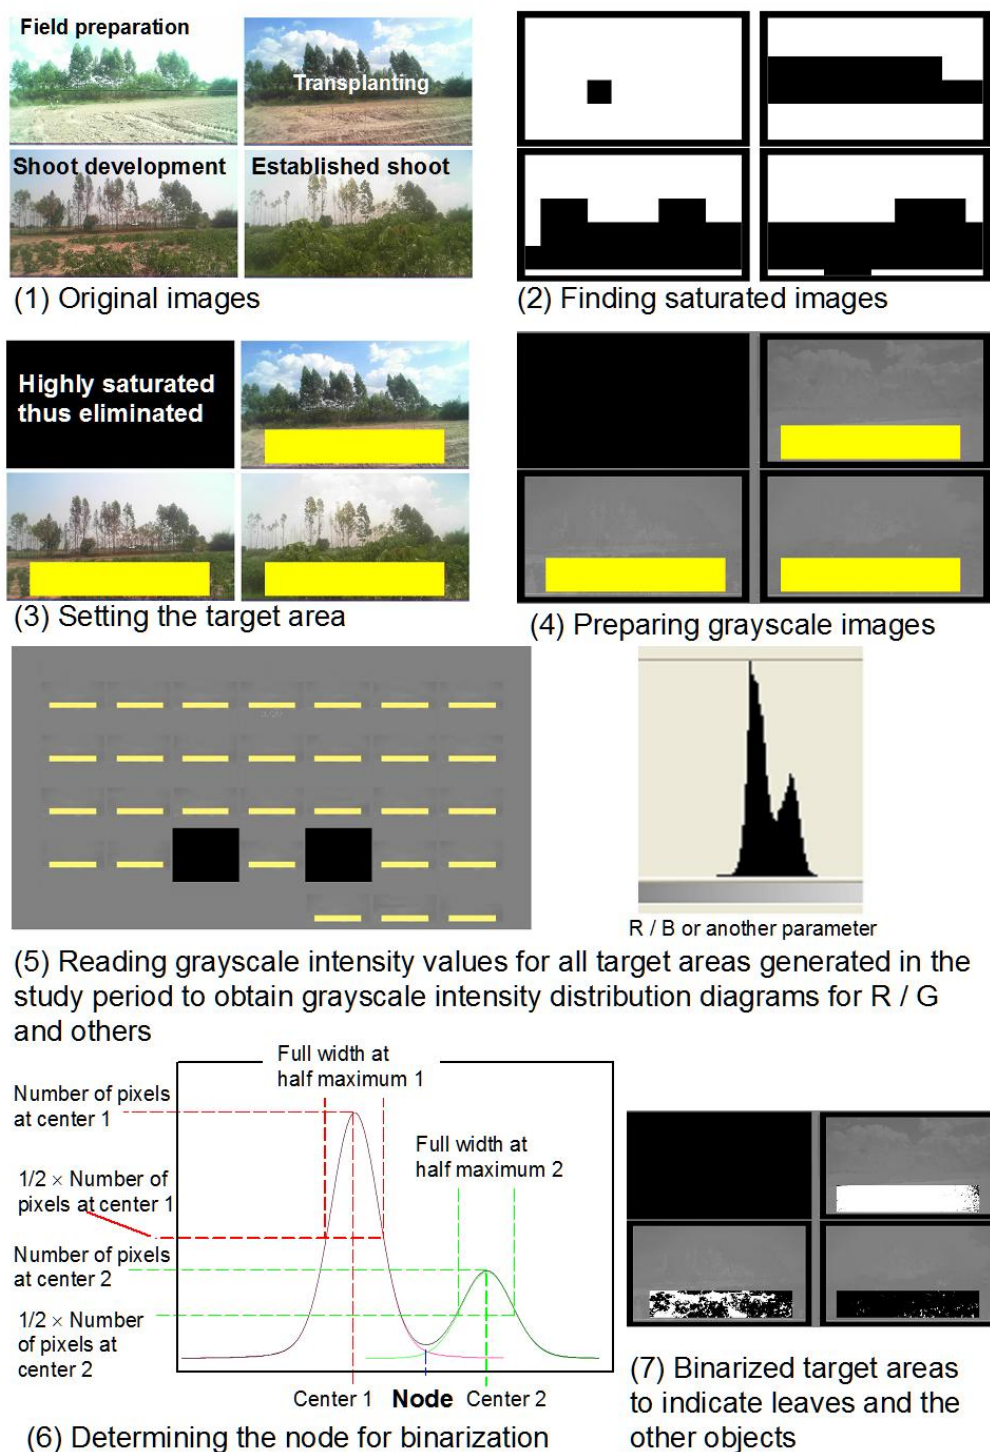 Field preparation
Transplanting
Shoot development
Established shoot
(1) Original images
(2) Finding saturated images
Highly saturated
thus eliminated
(3) Setting the target area
(4) Preparing grayscale images
R / B or another parameter
(5) Reading grayscale intensity values for all target areas generated in the
study period to obtain grayscale intensity distribution diagrams for R / G
and others
Full width at
half maximum 1
Number of pixels
at center 1
Full width at
half maximum 2
1/2 × Number of
pixels at center 1
Number of pixels
at center 2
1/2 × Number
of pixels at
center 2
Center 1
Node
Center 2
(6) Determining the node for binarization
(7) Binarized target areas
to indicate leaves and the
other objects